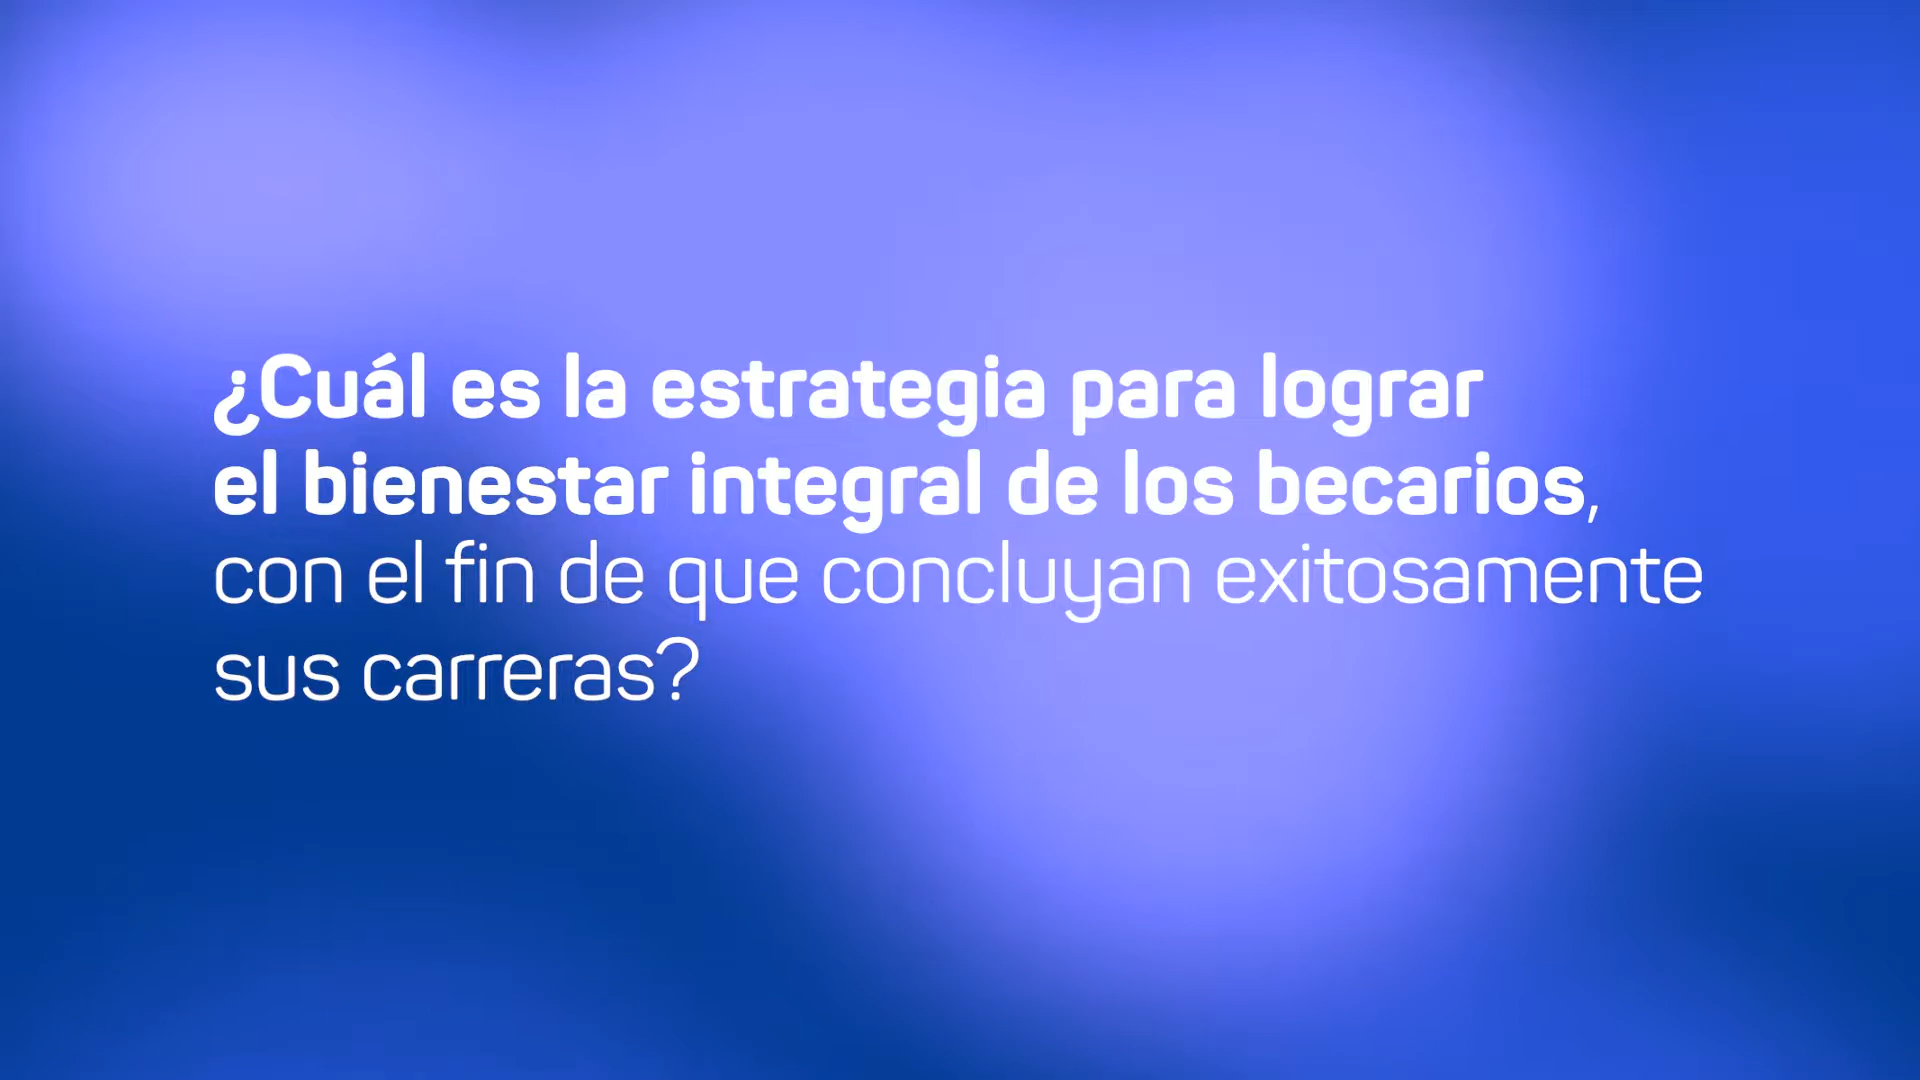 ¿Cuál es la estrategia para lograr
el bienestar integral de los becarios,
con el fin de que concluyan exitosamente
sus carreras?